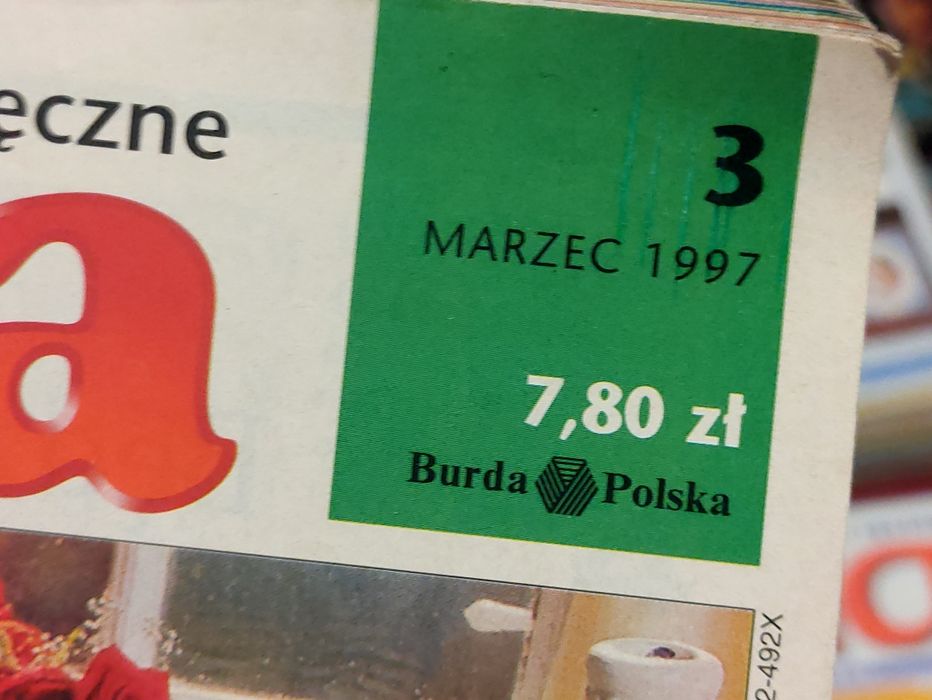 ęczne
a
3
MARZEC 1997
7,80 zł
Burda Polska
2-492X